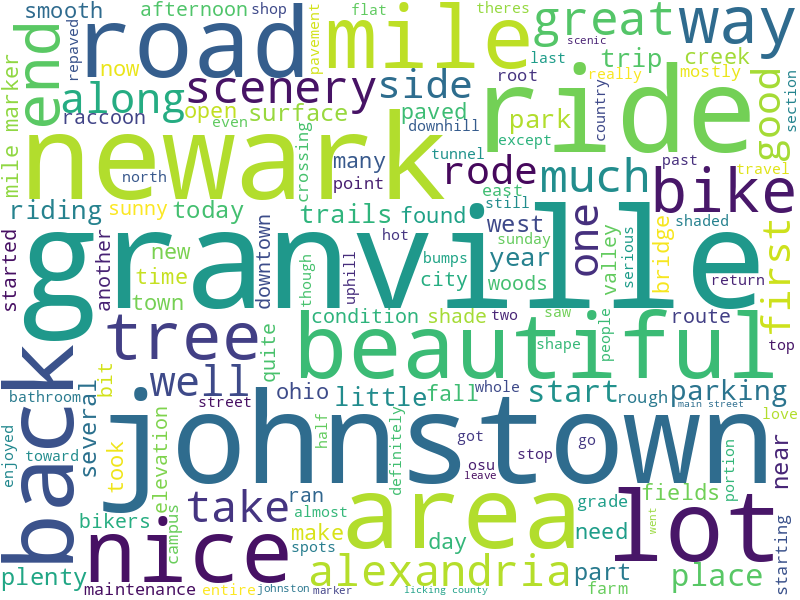 smooth afternoon shop flat theres
road mile great way
end repaved now pavement last scenic trip creek
scenery side root really mostly
along open surface paved park country good section
mile marker raccoon even downhill except
newark ride
north many tunnel crossing point rode much past travel bike
riding sunny today trails found east still west one shaded first
granville
started another new time town downtown hot bumps sunday year city woods serious valley bridge return
though uphill
condition shade two saw shape people route top
tree beautiful
back quite well ohio little fall whole start rough parking
bathroom bit street main street love
several johnstown
enjoyed toward took elevation half definitely got stop go near
osu leave portion
nice take ran area grade fields lot
bikers campus almost make day need went starting
plenty spots alexandria part place
maintenance entire johnston marker licking county farm